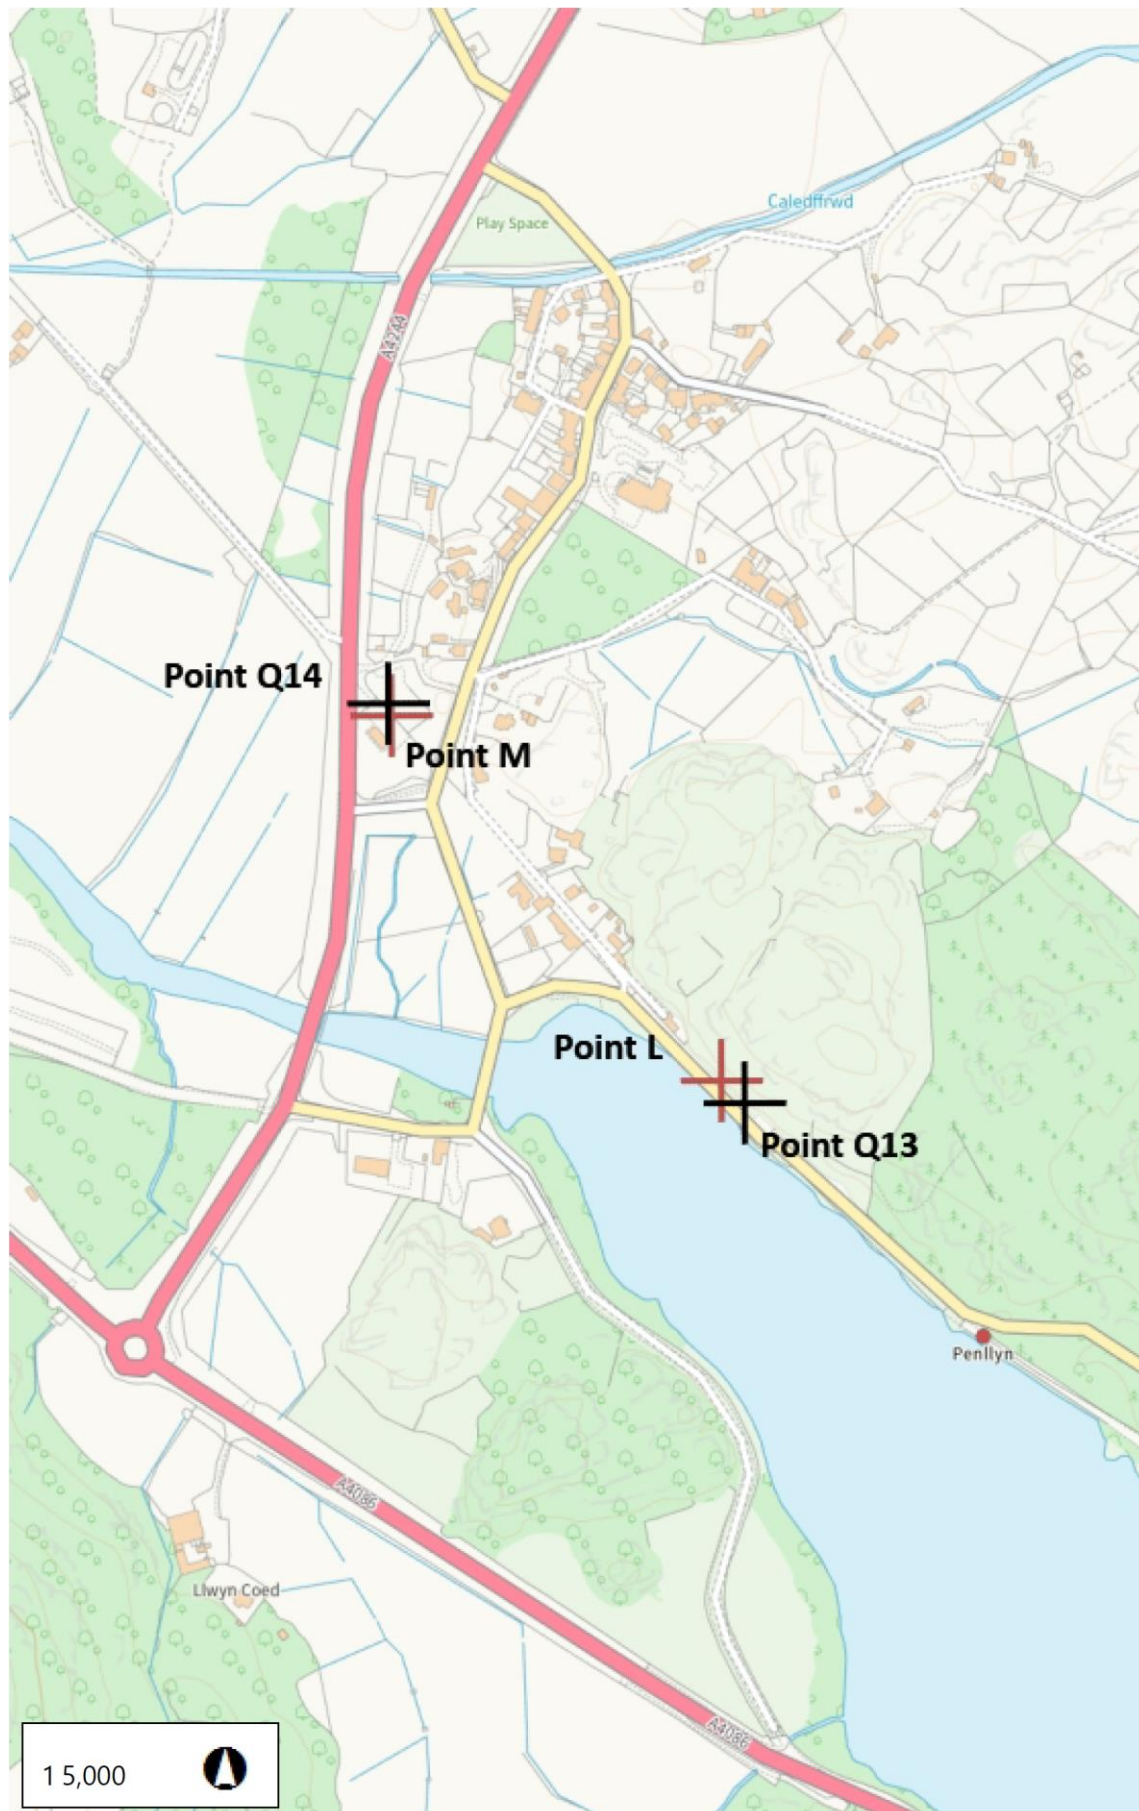 Caledffrwd
Play Space
A4244
Point Q14
Point M
Point L
Point Q13
Penllyn
A4086
Llwyn Coed
A4086
1 5,000